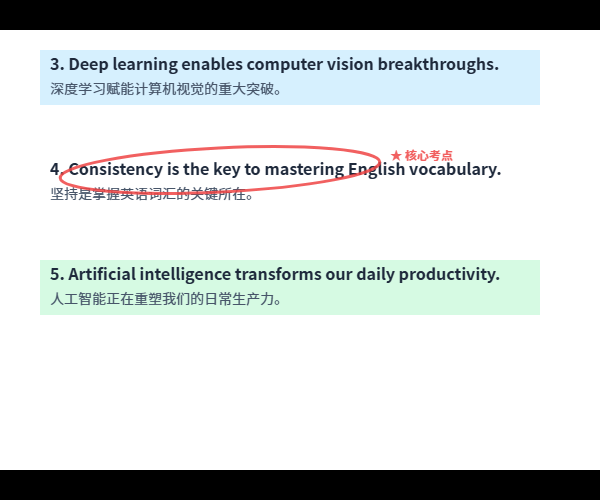 3. Deep learning enables computer vision breakthroughs.
深度学习赋能计算机视觉的重大突破。
★ 核心考点
4. Consistency is the key to mastering English vocabulary.
坚持是掌握英语词汇的关键所在。
5. Artificial intelligence transforms our daily productivity.
人工智能正在重塑我们的日常生产力。